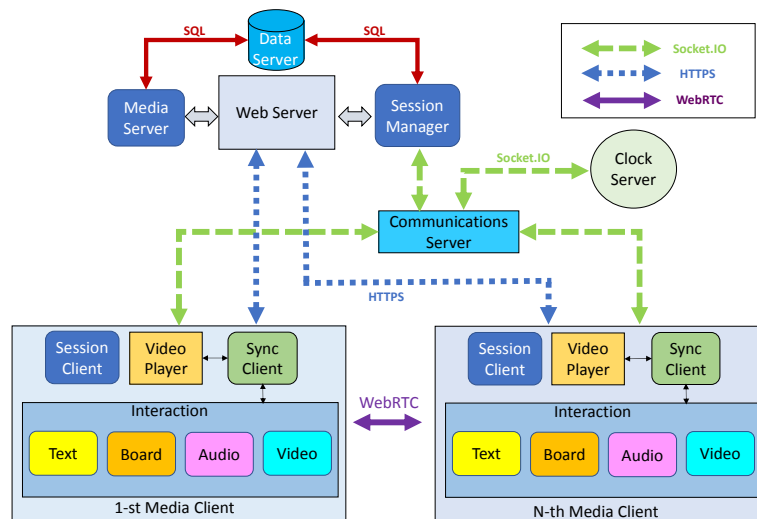 SQL
SQL
Data
Server
Socket.IO
HTTPS
WebRTC
Media
Server
Web Server
Session
Manager
Socket.IO
Clock
Server
Communications
Server
HTTPS
Session
Client
Video
Player
Sync
Client
Interaction
Text
Board
Audio
Video
1-st Media Client
WebRTC
Session
Client
Video
Player
Sync
Client
Interaction
Text
Board
Audio
Video
N-th Media Client